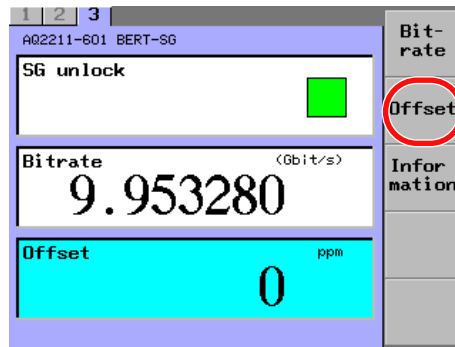 1 2 3
AQ2211-601 BERT-SG
SG unlock
Bitrate (Gbit/s)
9.953280
Offset ppm
0
Bit-
rate
Offset
Infor
mation